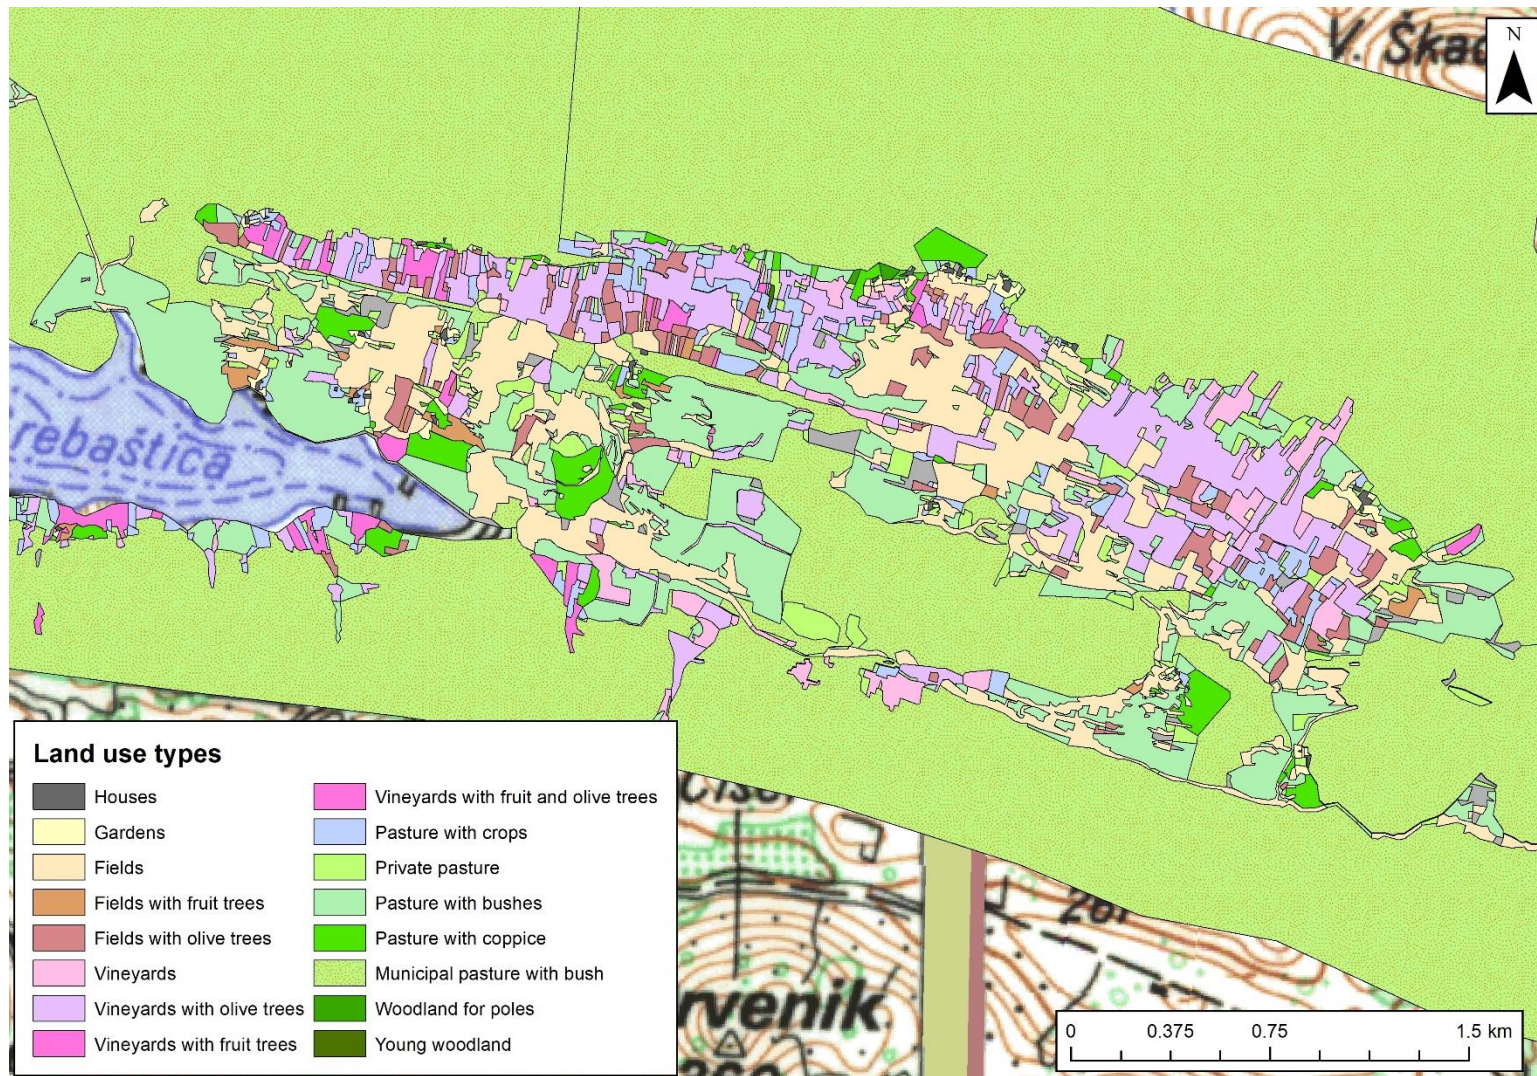 V. Škad
N
rebaštica
Land use types
Houses
Gardens
Fields
Fields with fruit trees
Fields with olive trees
Vineyards
Vineyards with olive trees
Vineyards with fruit trees
Vineyards with fruit and olive trees
Pasture with crops
Private pasture
Pasture with bushes
Pasture with coppice
Municipal pasture with bush
Woodland for poles
Young woodland
rvenik
0 0.375 0.75 1.5 km